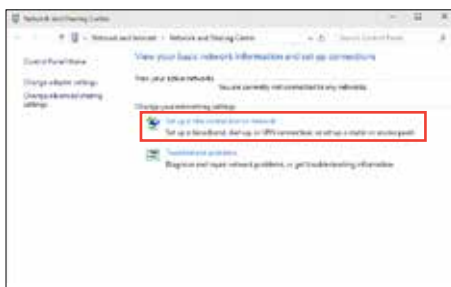 Network and Sharing Center
Network and Internet › Network and Sharing Center
Search Control Panel
Control Panel Home
Change adapter settings
Change advanced sharing settings
View your basic network information and set up connections
View your active networks
You are currently not connected to any networks.
Change your networking settings
Set up a new connection or network
Set up a broadband, dial-up, or VPN connection; or set up a router or access point.
Troubleshoot problems
Diagnose and repair network problems, or get troubleshooting information.